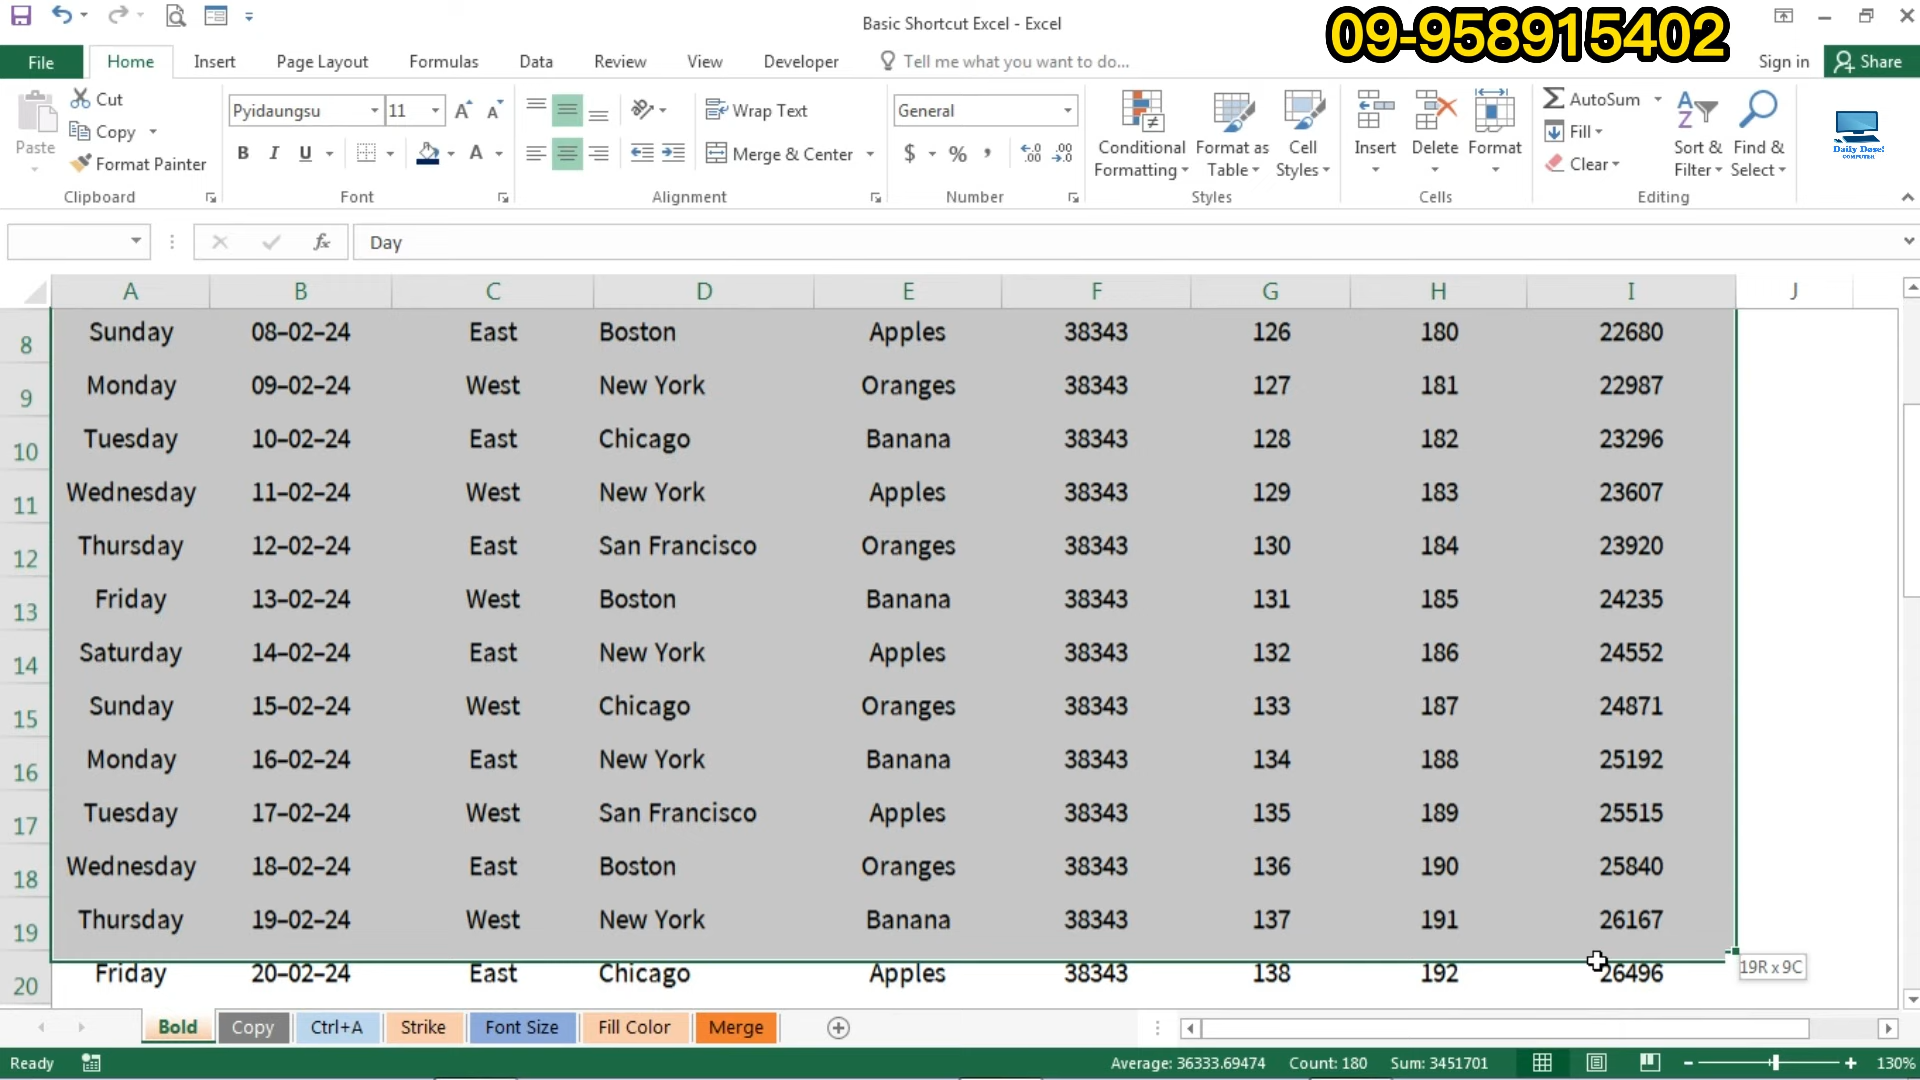 Basic Shortcut Excel - Excel
09-958915402
File Home Insert Page Layout Formulas Data Review View Developer Tell me what you want to do... Sign in Share
Paste
Cut
Copy
Format Painter
Clipboard
Pyidaungsu 11
B I U
Font
Wrap Text
Merge & Center
Alignment
General
$ % ,
Number
Conditional Formatting
Format as Table
Cell Styles
Styles
Insert Delete Format
Cells
AutoSum
Fill
Clear
Sort & Filter
Find & Select
Editing
Daily Dose!
COMPUTER
fx Day
A B C D E F G H I J
8 Sunday 08-02-24 East Boston Apples 38343 126 180 22680
9 Monday 09-02-24 West New York Oranges 38343 127 181 22987
10 Tuesday 10-02-24 East Chicago Banana 38343 128 182 23296
11 Wednesday 11-02-24 West New York Apples 38343 129 183 23607
12 Thursday 12-02-24 East San Francisco Oranges 38343 130 184 23920
13 Friday 13-02-24 West Boston Banana 38343 131 185 24235
14 Saturday 14-02-24 East New York Apples 38343 132 186 24552
15 Sunday 15-02-24 West Chicago Oranges 38343 133 187 24871
16 Monday 16-02-24 East New York Banana 38343 134 188 25192
17 Tuesday 17-02-24 West San Francisco Apples 38343 135 189 25515
18 Wednesday 18-02-24 East Boston Oranges 38343 136 190 25840
19 Thursday 19-02-24 West New York Banana 38343 137 191 26167
20 Friday 20-02-24 East Chicago Apples 38343 138 192 26496
19R x 9C
Bold Copy Ctrl+A Strike Font Size Fill Color Merge
Ready Average: 36333.69474 Count: 180 Sum: 3451701 130%